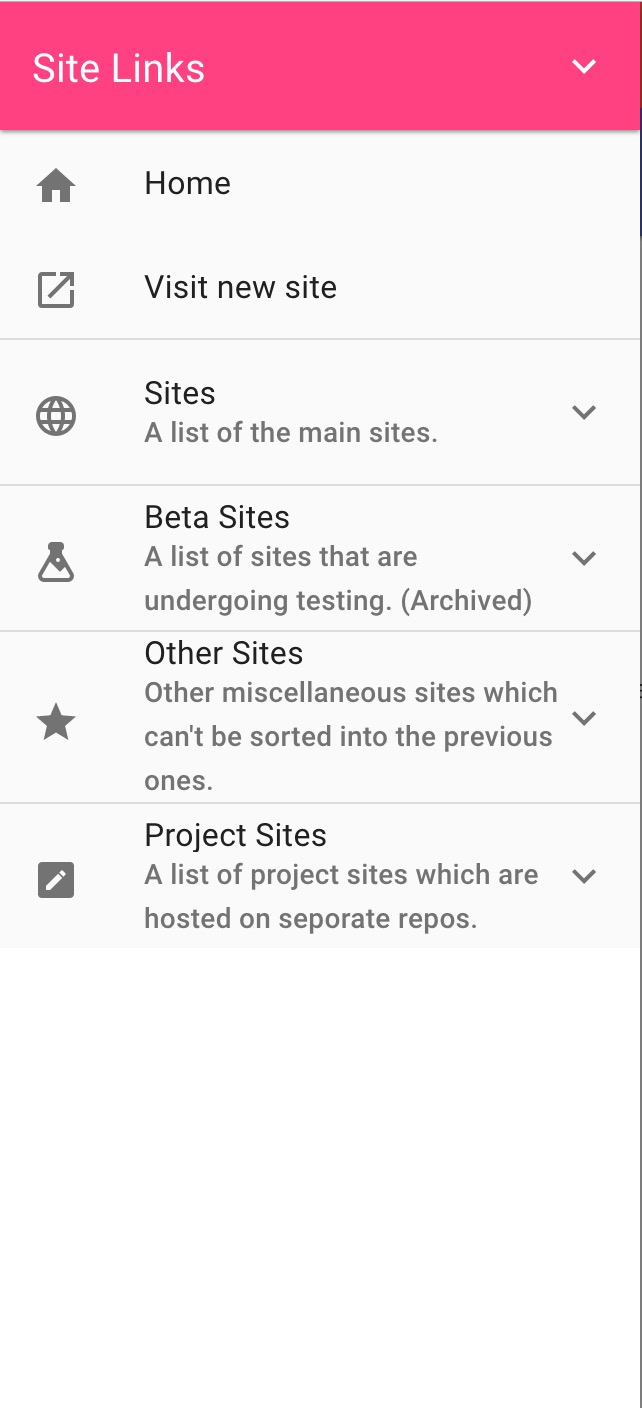 Site Links
Home
Visit new site
Sites
A list of the main sites.
Beta Sites
A list of sites that are
undergoing testing. (Archived)
Other Sites
Other miscellaneous sites which
can't be sorted into the previous
ones.
Project Sites
A list of project sites which are
hosted on seporate repos.